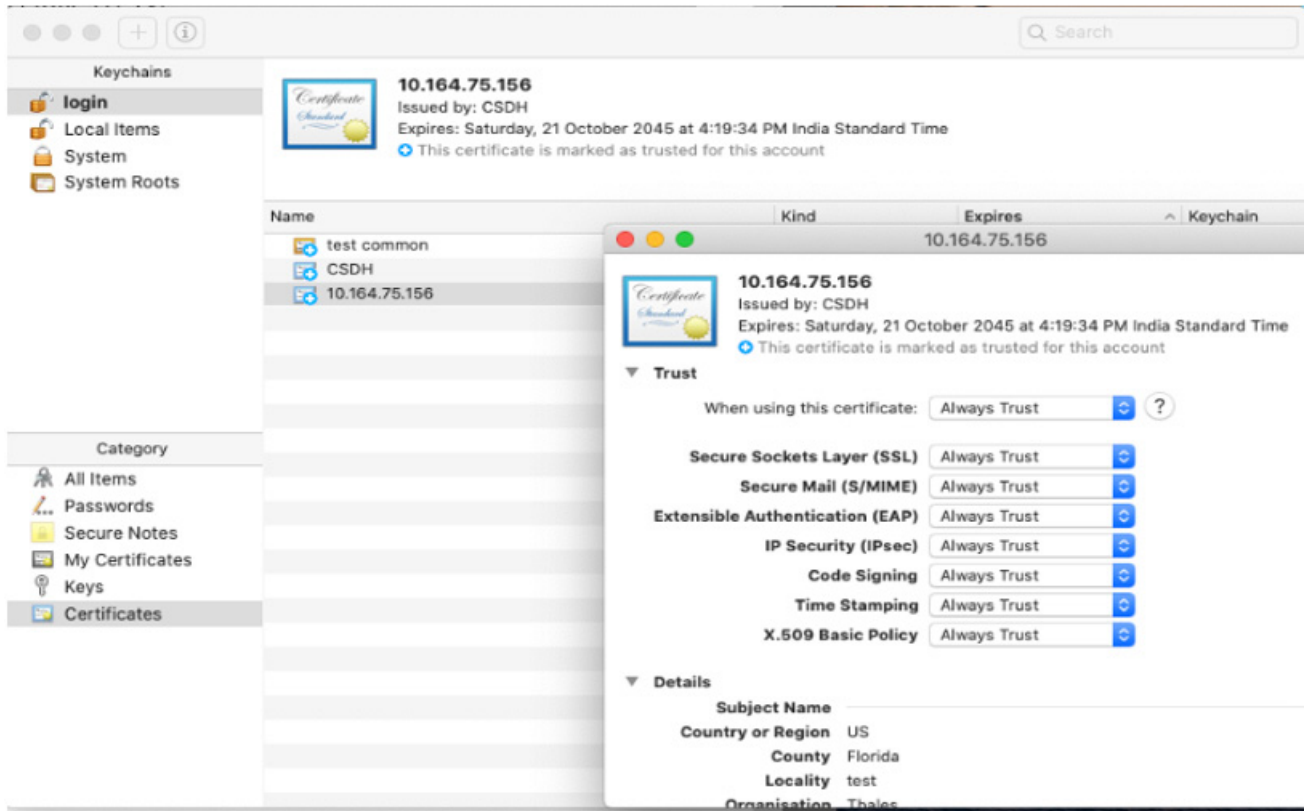 Search
Keychains
login
Local Items
System
System Roots
Certificate
Standard
10.164.75.156
Issued by: CSDH
Expires: Saturday, 21 October 2045 at 4:19:34 PM India Standard Time
This certificate is marked as trusted for this account
Name Kind Expires Keychain
test common
CSDH
10.164.75.156
Category
All Items
Passwords
Secure Notes
My Certificates
Keys
Certificates
10.164.75.156
Certificate
Standard
10.164.75.156
Issued by: CSDH
Expires: Saturday, 21 October 2045 at 4:19:34 PM India Standard Time
This certificate is marked as trusted for this account
Trust
When using this certificate: Always Trust ?
Secure Sockets Layer (SSL) Always Trust
Secure Mail (S/MIME) Always Trust
Extensible Authentication (EAP) Always Trust
IP Security (IPsec) Always Trust
Code Signing Always Trust
Time Stamping Always Trust
X.509 Basic Policy Always Trust
Details
Subject Name
Country or Region US
County Florida
Locality test
Organisation Thales